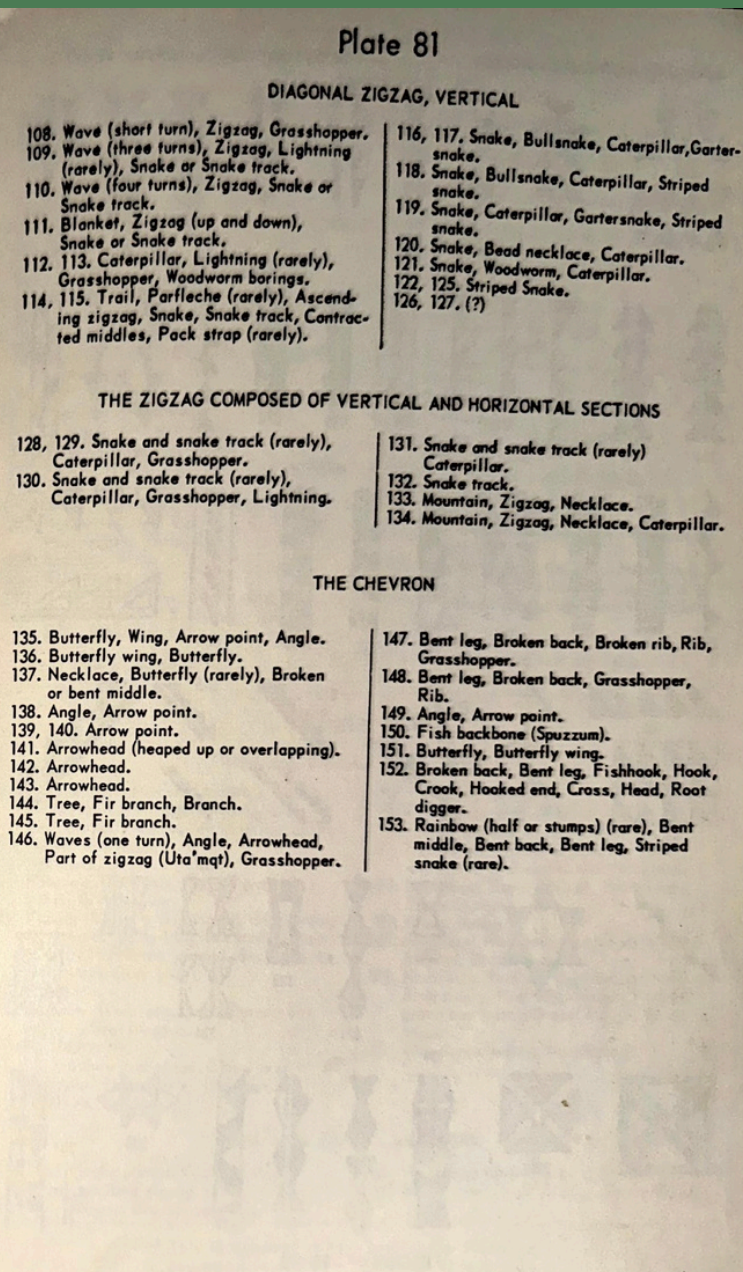 Plate 81
DIAGONAL ZIGZAG, VERTICAL
108. Wave (short turn), Zigzag, Grasshopper.
109. Wave (three turns), Zigzag, Lightning
(rarely), Snake or Snake track.
110. Wave (four turns), Zigzag, Snake or
Snake track.
111. Blanket, Zigzag (up and down),
Snake or Snake track.
112. 113. Caterpillar, Lightning (rarely),
Grasshopper, Woodworm borings.
114, 115. Trail, Parfleche (rarely), Ascend-
ing zigzag, Snake, Snake track, Contrac-
ted middles, Pack strap (rarely).
116, 117. Snake, Bullsnake, Caterpillar,Garter-
snake.
118. Snake, Bullsnake, Caterpillar, Striped
snake.
119. Snake, Caterpillar, Gartersnake, Striped
snake.
120. Snake, Bead necklace, Caterpillar.
121. Snake, Woodworm, Caterpillar.
122, 125. Striped Snake.
126, 127. (?)
THE ZIGZAG COMPOSED OF VERTICAL AND HORIZONTAL SECTIONS
128, 129. Snake and snake track (rarely),
Caterpillar, Grasshopper.
130. Snake and snake track (rarely),
Caterpillar, Grasshopper, Lightning.
131. Snake and snake track (rarely)
Caterpillar.
132. Snake track.
133. Mountain, Zigzag, Necklace.
134. Mountain, Zigzag, Necklace, Caterpillar.
THE CHEVRON
135. Butterfly, Wing, Arrow point, Angle.
136. Butterfly wing, Butterfly.
137. Necklace, Butterfly (rarely), Broken
or bent middle.
138. Angle, Arrow point.
139, 140. Arrow point.
141. Arrowhead (heaped up or overlapping).
142. Arrowhead.
143. Arrowhead.
144. Tree, Fir branch, Branch.
145. Tree, Fir branch.
146. Waves (one turn), Angle, Arrowhead,
Part of zigzag (Uta'mqt), Grasshopper.
147. Bent leg, Broken back, Broken rib, Rib,
Grasshopper.
148. Bent leg, Broken back, Grasshopper,
Rib.
149. Angle, Arrow point.
150. Fish backbone (Spuzzum).
151. Butterfly, Butterfly wing.
152. Broken back, Bent leg, Fishhook, Hook,
Crook, Hooked end, Cross, Head, Root
digger.
153. Rainbow (half or stumps) (rare), Bent
middle, Bent back, Bent leg, Striped
snake (rare).